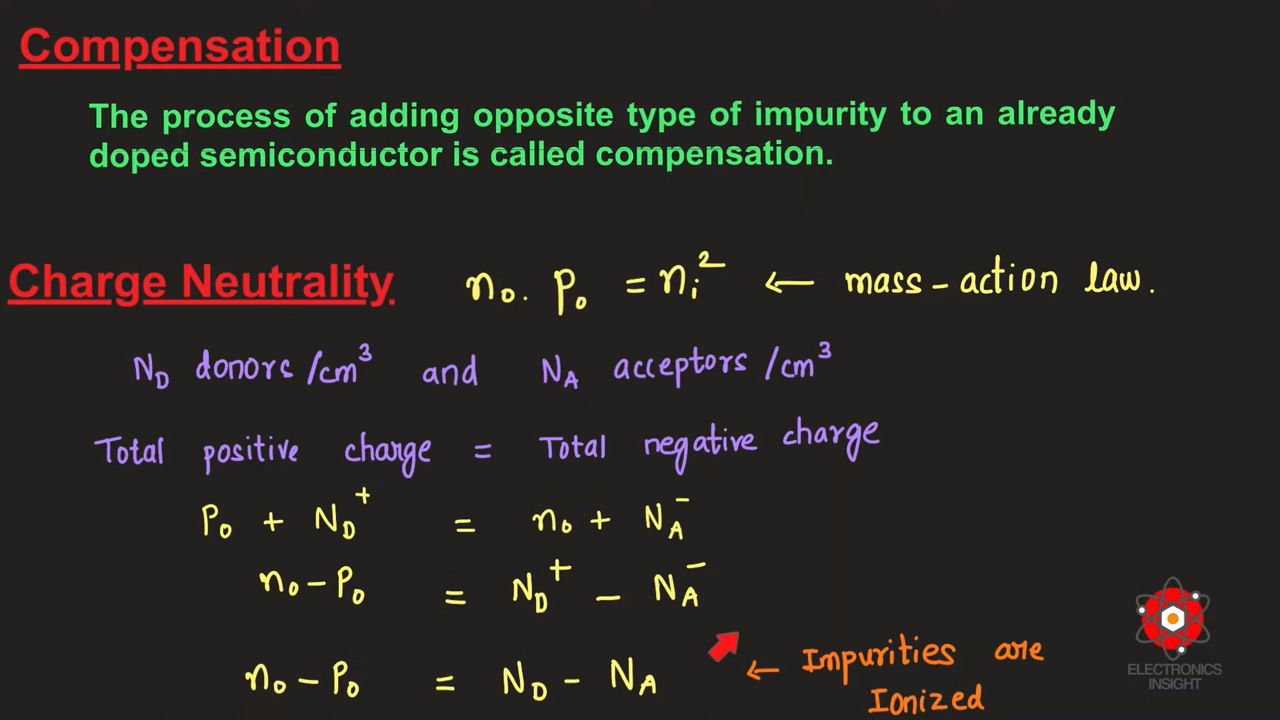 Compensation
The process of adding opposite type of impurity to an already
doped semiconductor is called compensation.
Charge Neutrality n₀. p₀ = nᵢ² ← mass-action law.
N_D donors /cm³ and N_A acceptors /cm³
Total positive charge = Total negative charge
P₀ + N_D⁺ = n₀ + N_A⁻
n₀ - P₀ = N_D⁺ - N_A⁻
n₀ - P₀ = N_D - N_A ← Impurities are
Ionized
ELECTRONICS
INSIGHT